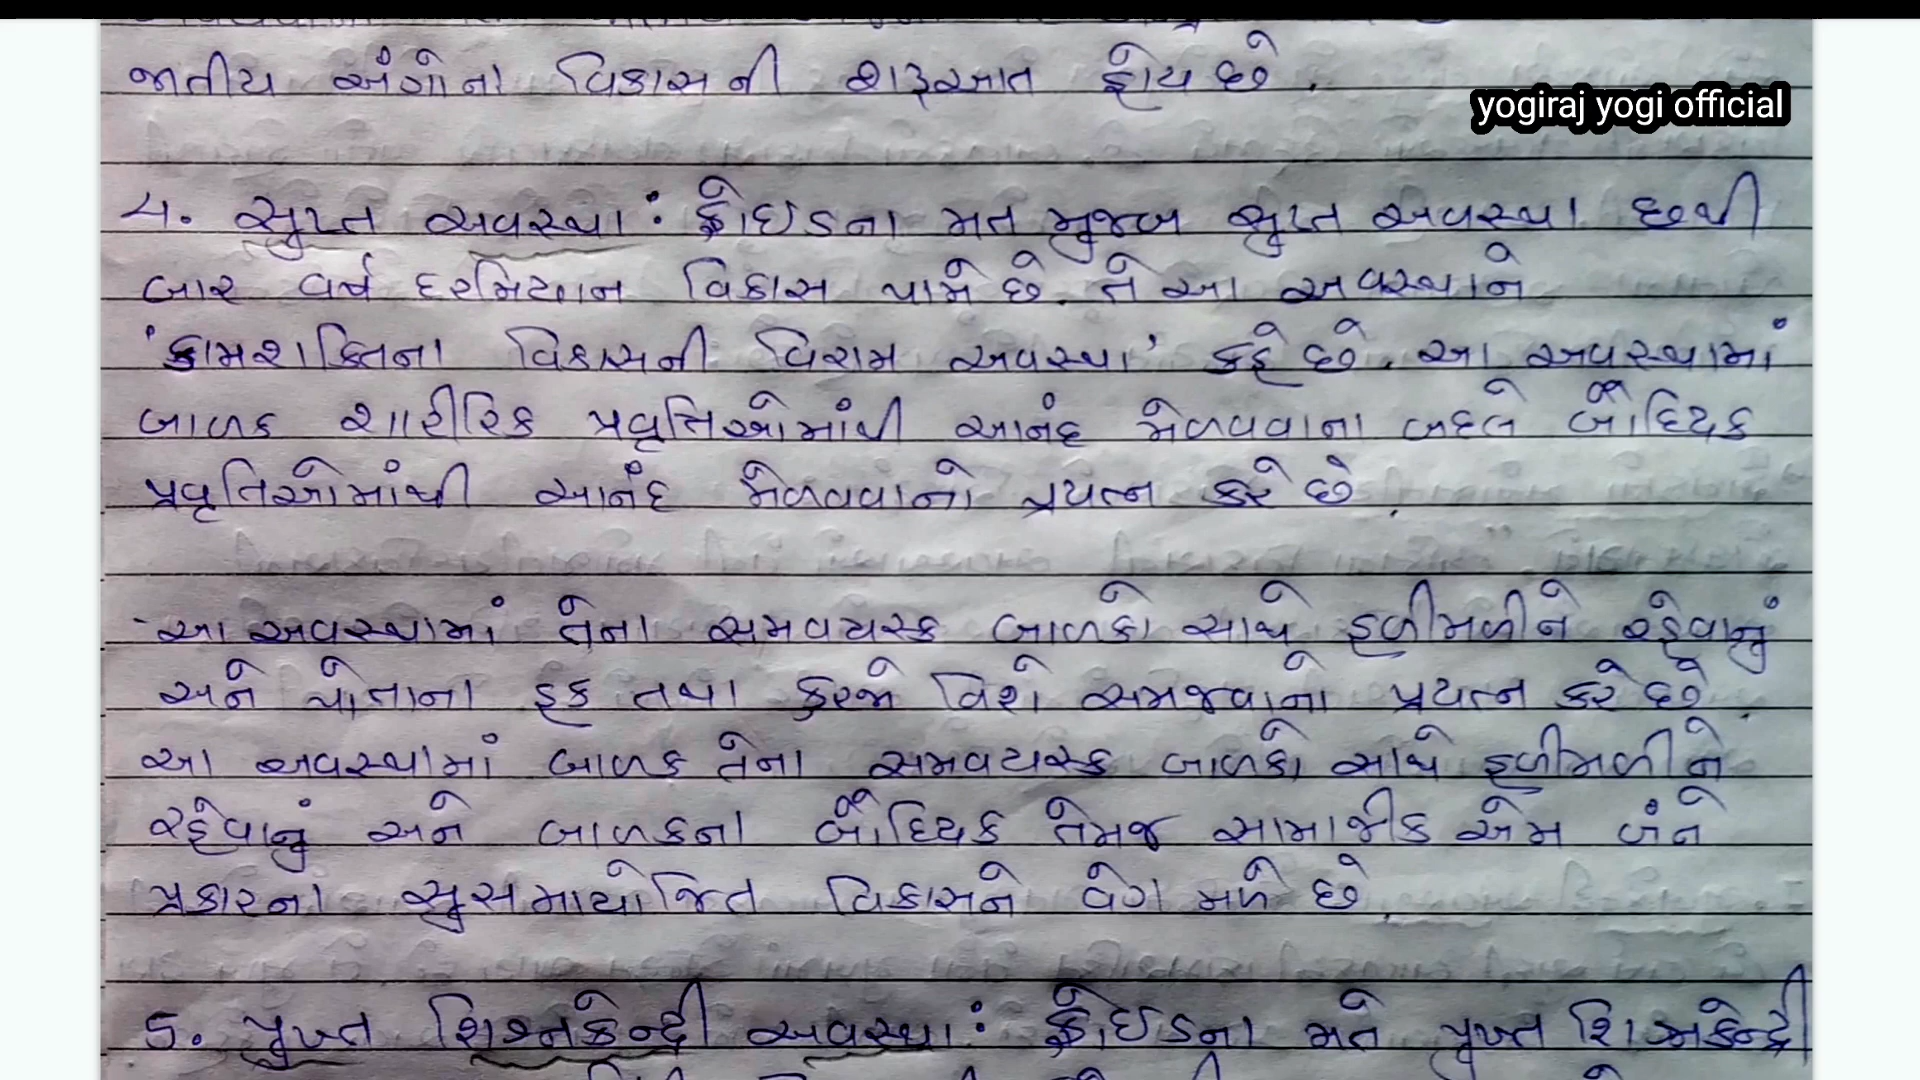 જાતીય અંગોના વિકાસની શરૂઆત હોય છે.
yogiraj yogi official
4. સુપ્ત અવસ્થા : ફ્રોઈડના મત મુજબ સુપ્ત અવસ્થા છથી
બાર વર્ષ દરમિયાન વિકાસ પામે છે. તે આ અવસ્થાને
'કામશક્તિના વિકાસની વિરામ અવસ્થા' કહે છે. આ અવસ્થામાં
બાળક શારીરિક પ્રવૃત્તિઓમાંથી આનંદ મેળવવાના બદલે બૌદ્ધિક
પ્રવૃત્તિઓમાંથી આનંદ મેળવવાનો પ્રયત્ન કરે છે.
- આ અવસ્થામાં તેના સમવયસ્ક બાળકો સાથે હળીમળીને રહેવાનું
અને પોતાના હક તથા ફરજો વિશે સમજવાનો પ્રયત્ન કરે છે.
આ અવસ્થામાં બાળક તેના સમવયસ્ક બાળકો સાથે હળીમળીને
રહેવાનું અને બાળકના બૌદ્ધિક તેમજ સામાજીક એમ બંને
પ્રકારના સુસમાયોજિત વિકાસને વેગ મળે છે.
5. પુખ્ત શિશ્નકેન્દ્રી અવસ્થા : ફ્રોઈડના મતે પુખ્ત શિશ્નકેન્દ્રી